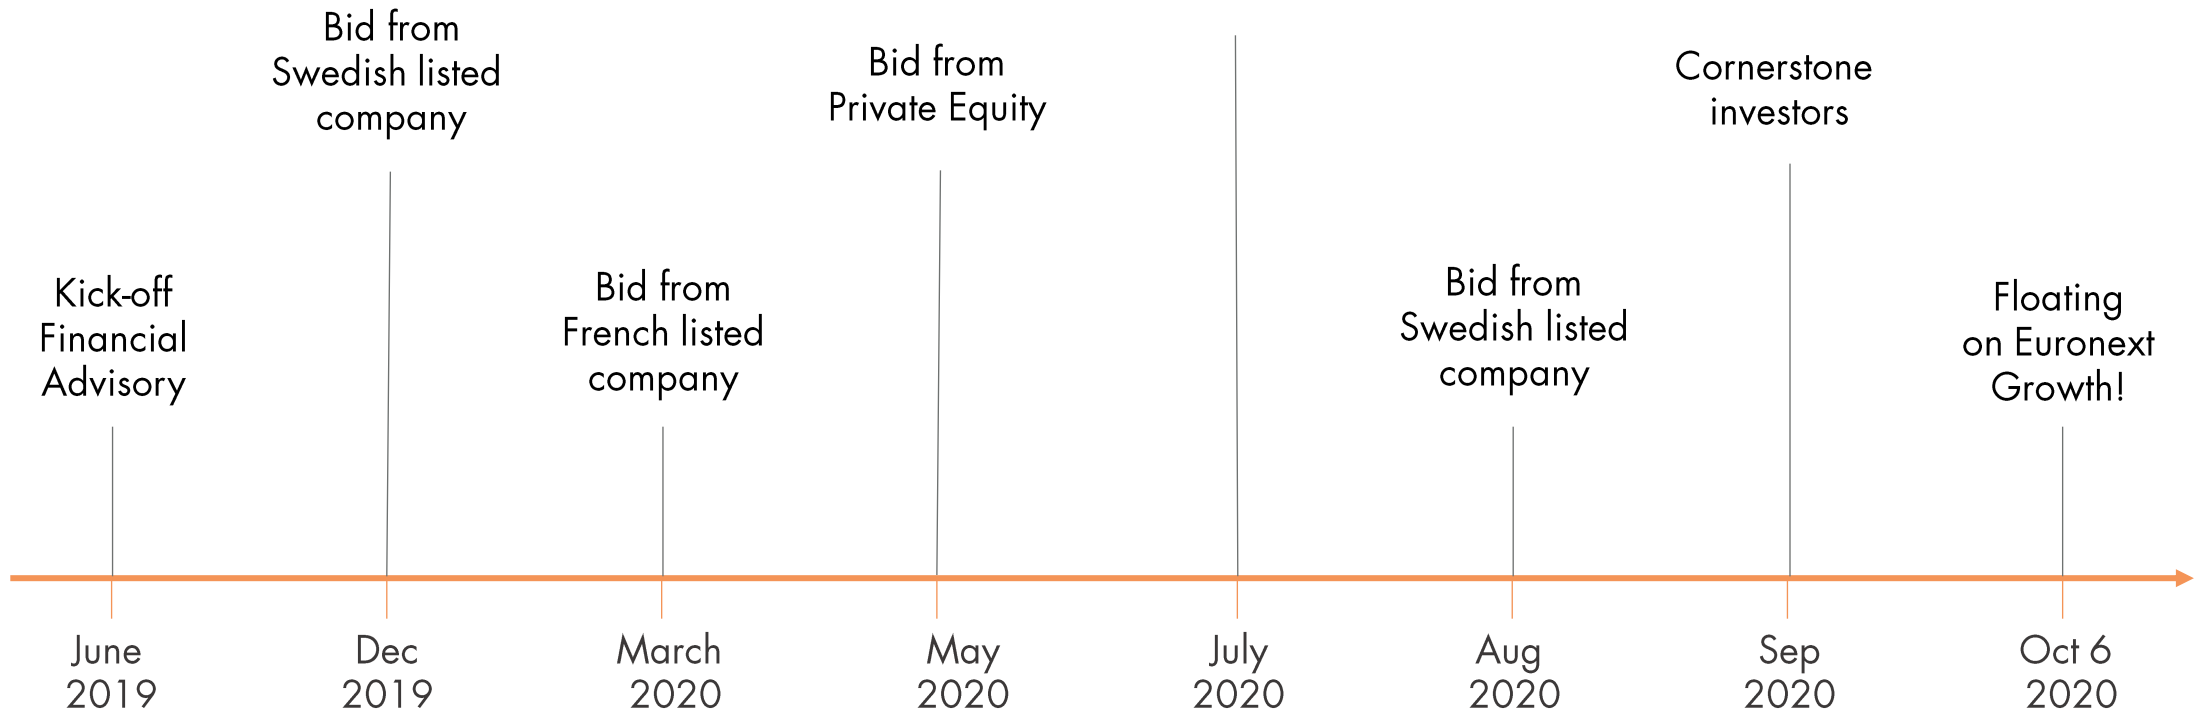 Kick-off
Financial
Advisory
Bid from
Swedish listed
company
Bid from
French listed
company
Bid from
Private Equity
Bid from
Swedish listed
company
Cornerstone
investors
Floating
on Euronext
Growth!
June
2019
Dec
2019
March
2020
May
2020
July
2020
Aug
2020
Sep
2020
Oct 6
2020